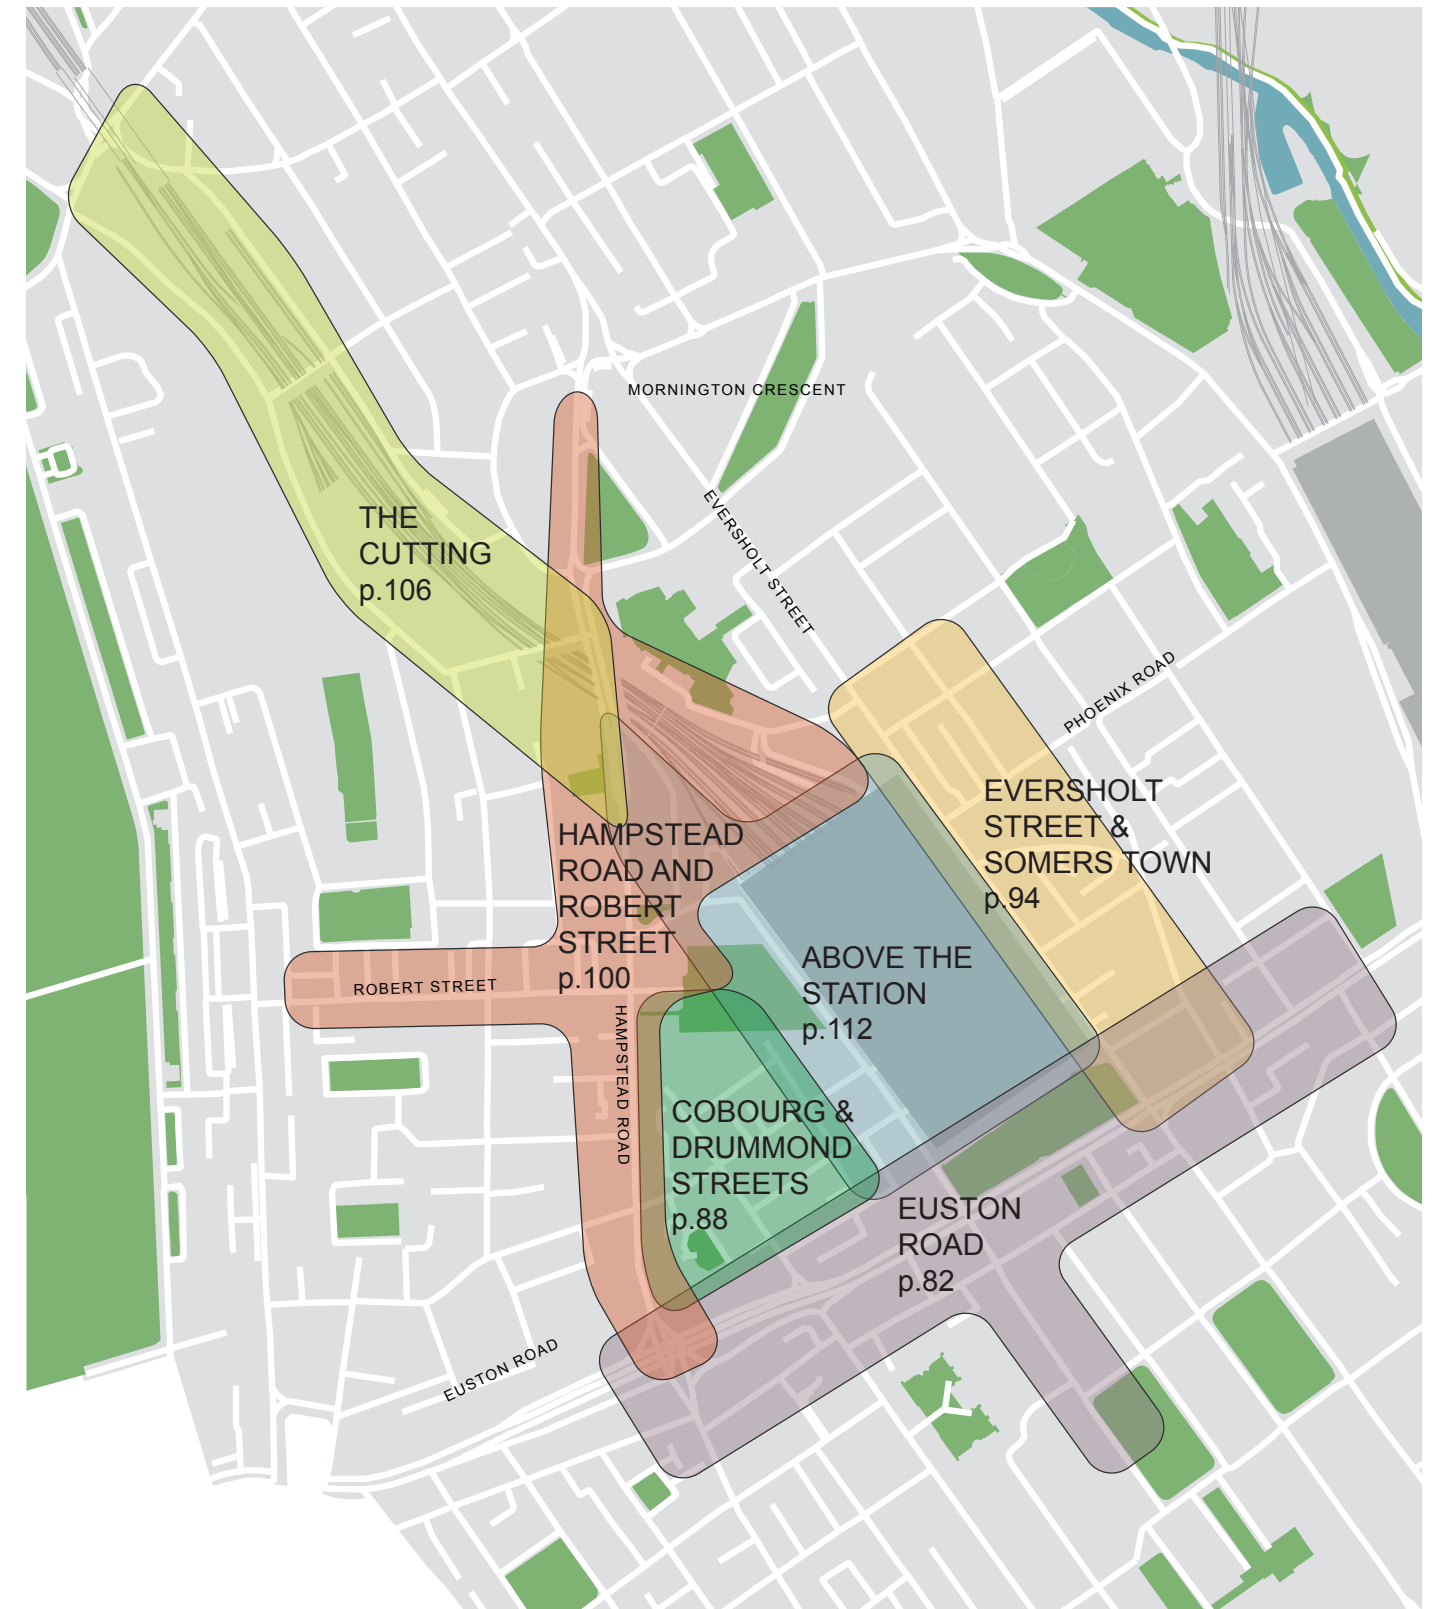 MORNINGTON CRESCENT
EVERSHOLT STREET
THE
CUTTING
p.106
PHOENIX ROAD
EVERSHOLT
STREET &
SOMERS TOWN
p.94
HAMPSTEAD
ROAD AND
ROBERT
STREET
p.100
ROBERT STREET
ABOVE THE
STATION
p.112
HAMPSTEAD ROAD
COBOURG &
DRUMMOND
STREETS
p.88
EUSTON
ROAD
p.82
EUSTON ROAD